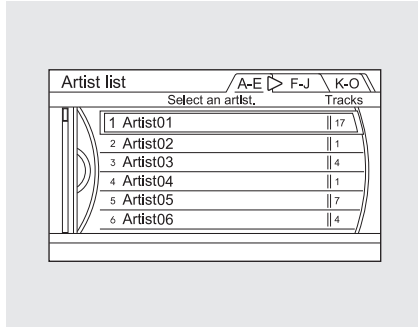 Artist list A-E F-J K-O
Select an artist. Tracks
1 Artist01 17
2 Artist02 1
3 Artist03 4
4 Artist04 1
5 Artist05 7
6 Artist06 4